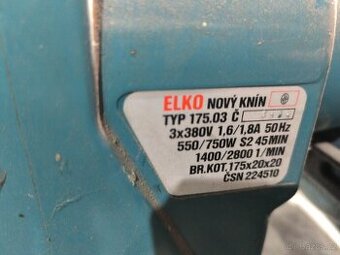 ELKO NOVÝ KNÍN
TYP 175.03 Č
3x380V 1,6/1,8A 50Hz
550/750W S2 45MIN
1400/2800 1/MIN
BR.KOT.175x20x20
ČSN 224510